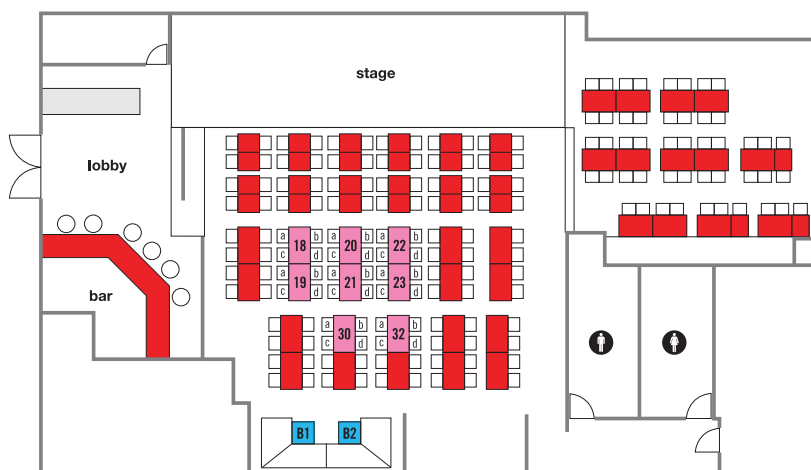 stage
lobby
bar
a 18 b a 20 b a 22 b
c d c d c d
a 19 b a 21 b a 23 b
c d c d c d
a 30 b a 32 b
c d c d
B1 B2